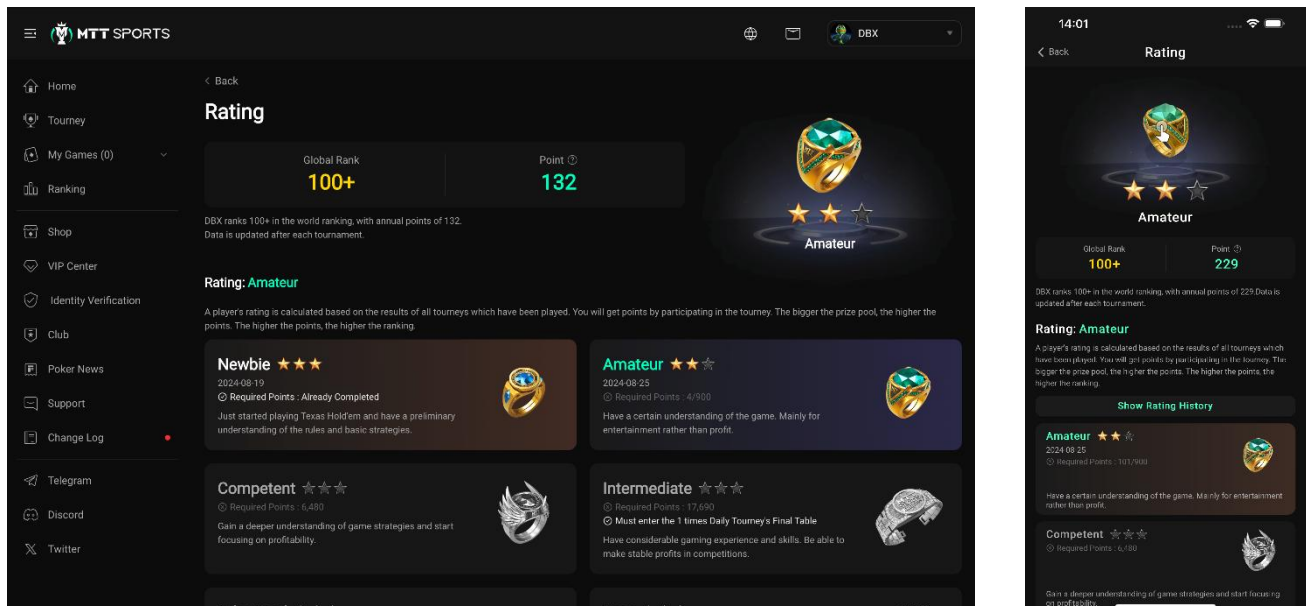 MTT SPORTS
DBX
Home
Tourney
My Games (0)
Ranking
Shop
VIP Center
Identity Verification
Club
Poker News
Support
Change Log
Telegram
Discord
Twitter
< Back
Rating
Global Rank
100+
Point
132
DBX ranks 100+ in the world ranking, with annual points of 132.
Data is updated after each tournament.
Amateur
Rating: Amateur
A player's rating is calculated based on the results of all tourneys which have been played. You will get points by participating in the tourney. The bigger the prize pool, the higher the
points. The higher the points, the higher the ranking.
Newbie
2024-08-19
Required Points : Already Completed
Just started playing Texas Hold'em and have a preliminary
understanding of the rules and basic strategies.
Amateur
2024-08-25
Required Points : 4/900
Have a certain understanding of the game. Mainly for
entertainment rather than profit.
Competent
Required Points : 6,480
Gain a deeper understanding of game strategies and start
focusing on profitability.
Intermediate
Required Points : 17,690
Must enter the 1 times Daily Tourney's Final Table
Have considerable gaming experience and skills. Be able to
make stable profits in competitions.
14:01
< Back
Rating
Amateur
Global Rank
100+
Point
229
DBX ranks 100+ in the world ranking, with annual points of 229.Data is
updated after each tournament.
Rating: Amateur
A player's rating is calculated based on the results of all tourneys which
have been played. You will get points by participating in the tourney. The
bigger the prize pool, the higher the points. The higher the points, the
higher the ranking.
Show Rating History
Amateur
2024-08-25
Required Points : 101/900
Have a certain understanding of the game. Mainly for entertainment
rather than profit.
Competent
Required Points : 6,480
Gain a deeper understanding of game strategies and start focusing
on profitability.